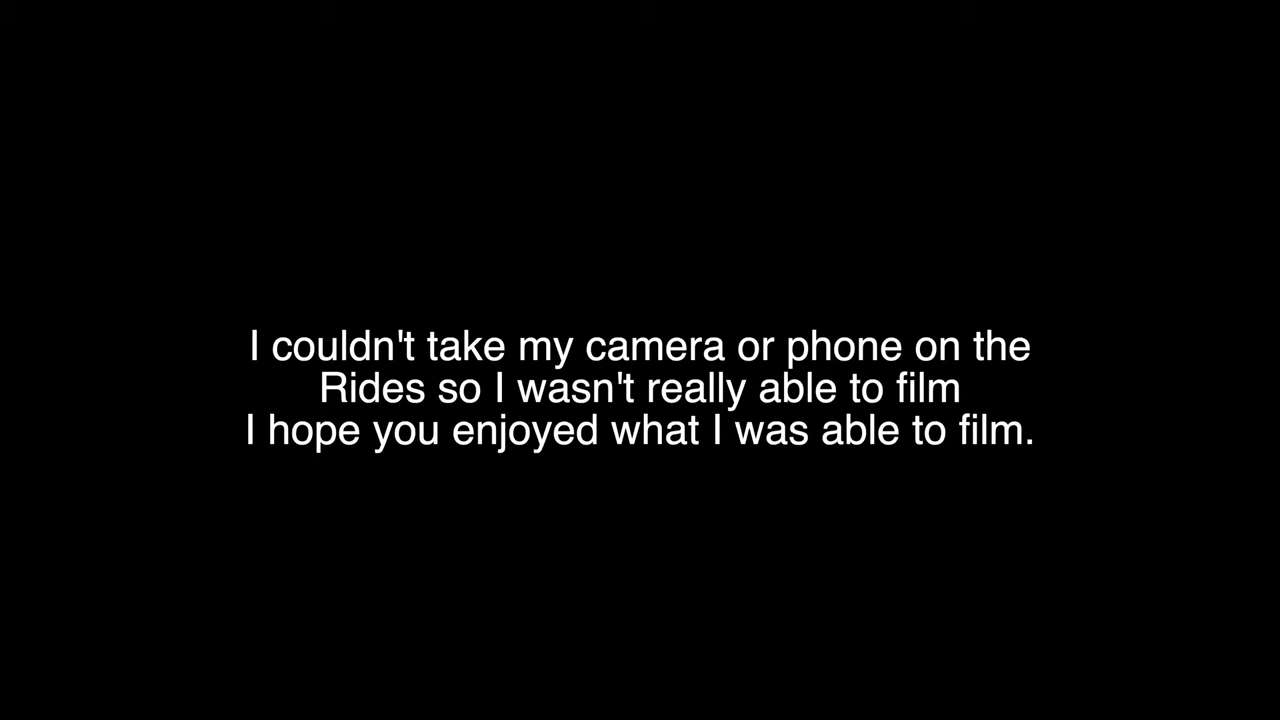 I couldn't take my camera or phone on the
Rides so I wasn't really able to film
I hope you enjoyed what I was able to film.